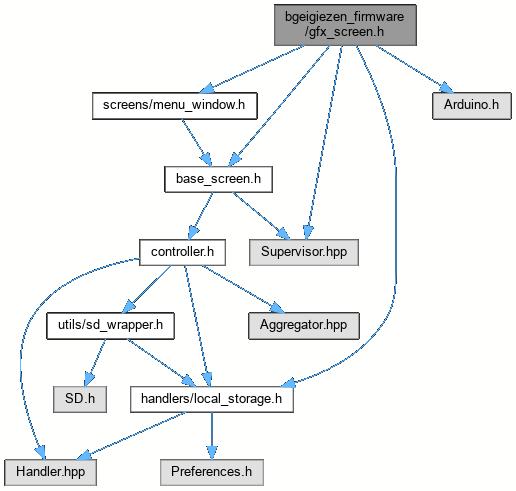 bgeigiezen_firmware
/gfx_screen.h
screens/menu_window.h
Arduino.h
base_screen.h
controller.h
Supervisor.hpp
utils/sd_wrapper.h
Aggregator.hpp
SD.h
handlers/local_storage.h
Handler.hpp
Preferences.h